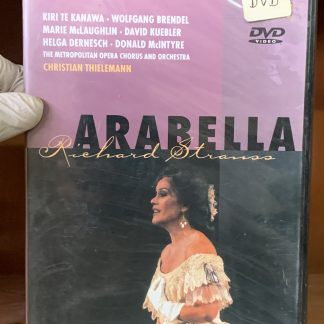 DVD
KIRI TE KANAWA • WOLFGANG BRENDEL
MARIE McLAUGHLIN • DAVID KUEBLER
HELGA DERNESCH • DONALD McINTYRE
THE METROPOLITAN OPERA CHORUS AND ORCHESTRA
CHRISTIAN THIELEMANN
DVD
VIDEO
ARABELLA
Richard Strauss